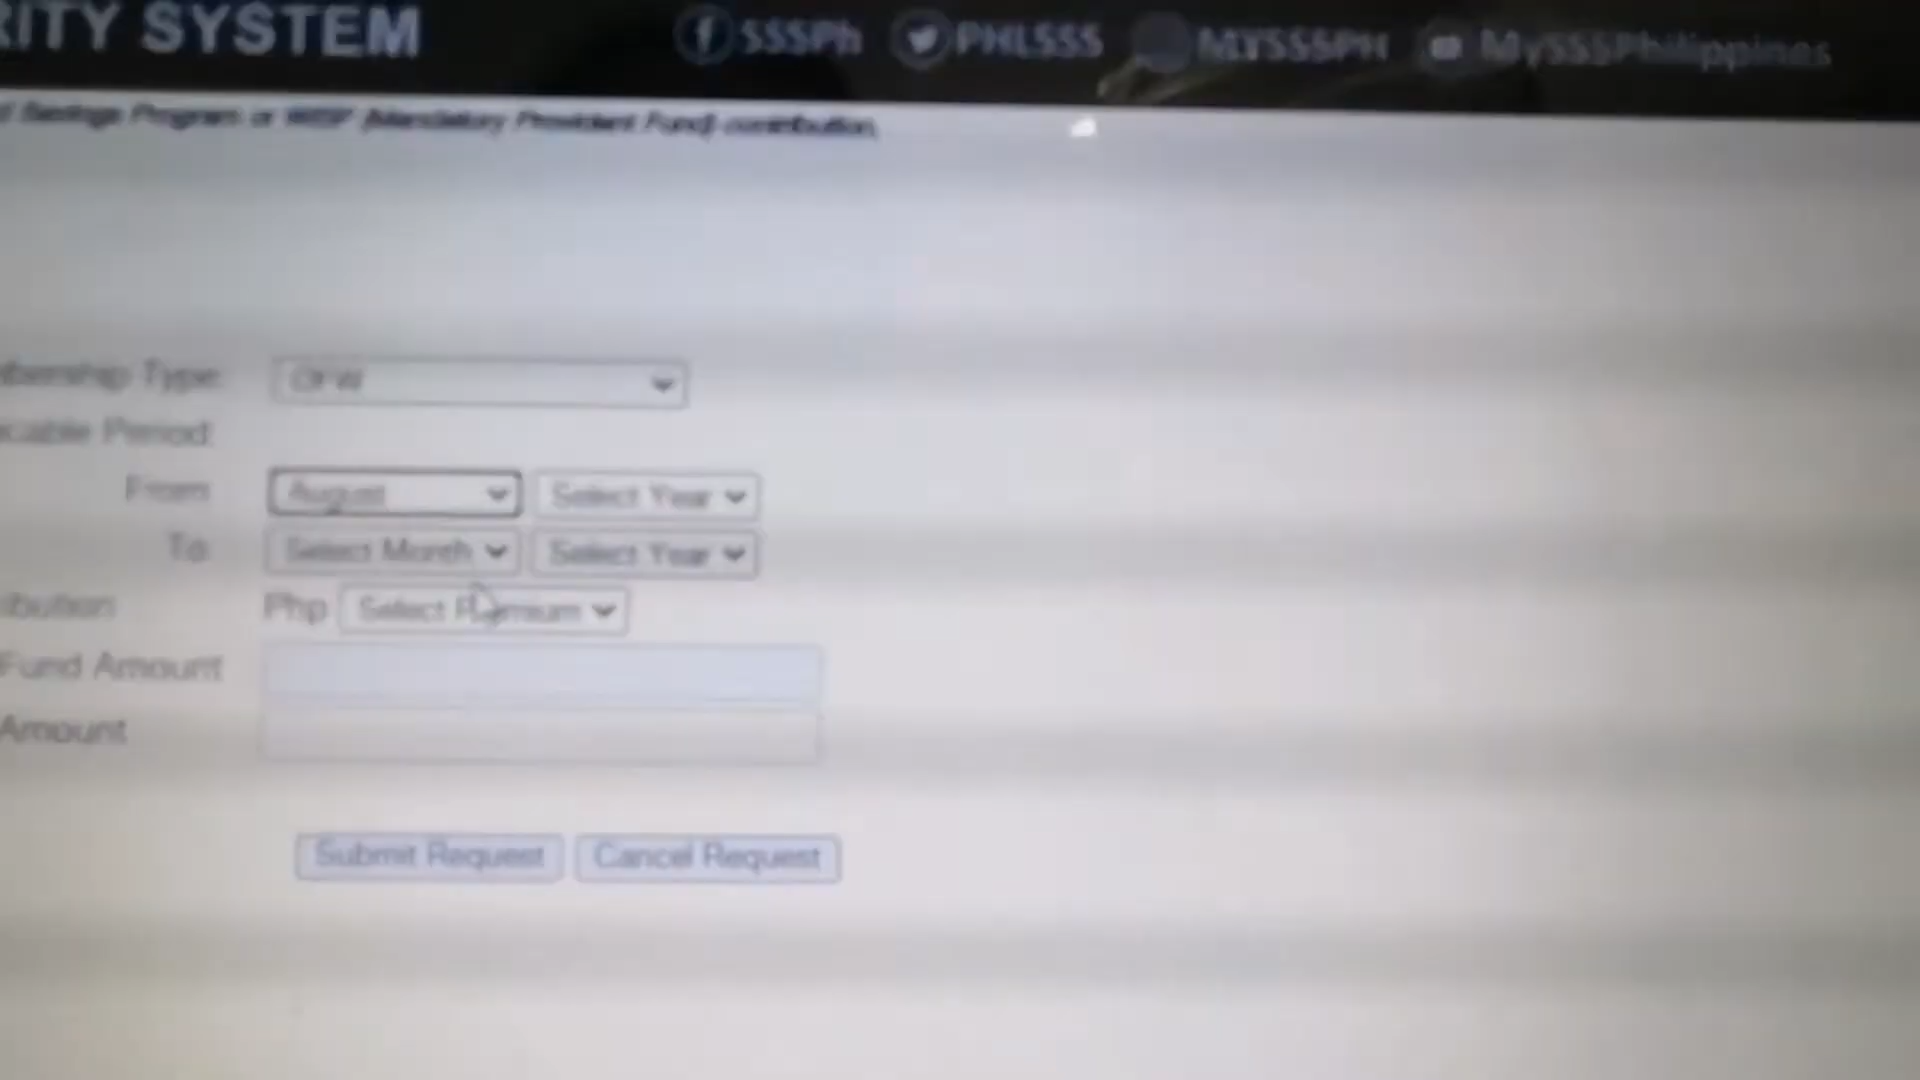 RITY SYSTEM SSSPh PHLSSS MYSSSPH MySSSPhilippines
d Savings Program or WISP (Mandatory Provident Fund) contribution,
bership Type: OFW
icable Period:
From August Select Year
To Select Month Select Year
ibution Php Select Premium
Fund Amount
Amount
Submit Request Cancel Request